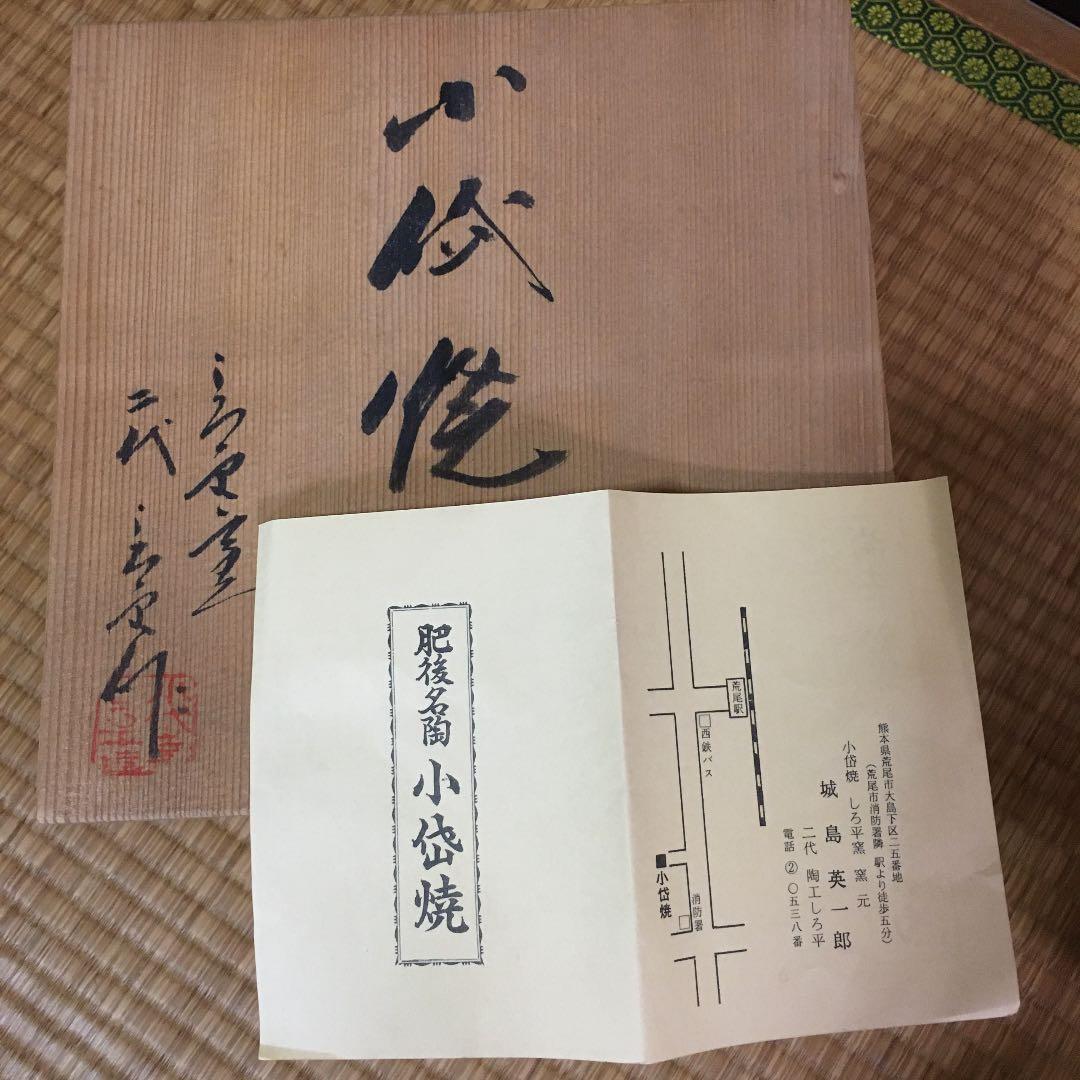 小代焼
二代
作
肥後名陶 小岱焼
熊本県荒尾市大島下区二五番地
(荒尾市消防署隣 駅より徒歩五分)
小岱焼 しろ平窯 窯元
城島英一郎
二代 陶工しろ平
電話 ② 〇五三八番
荒尾駅
西鉄バス
小岱焼
消防署